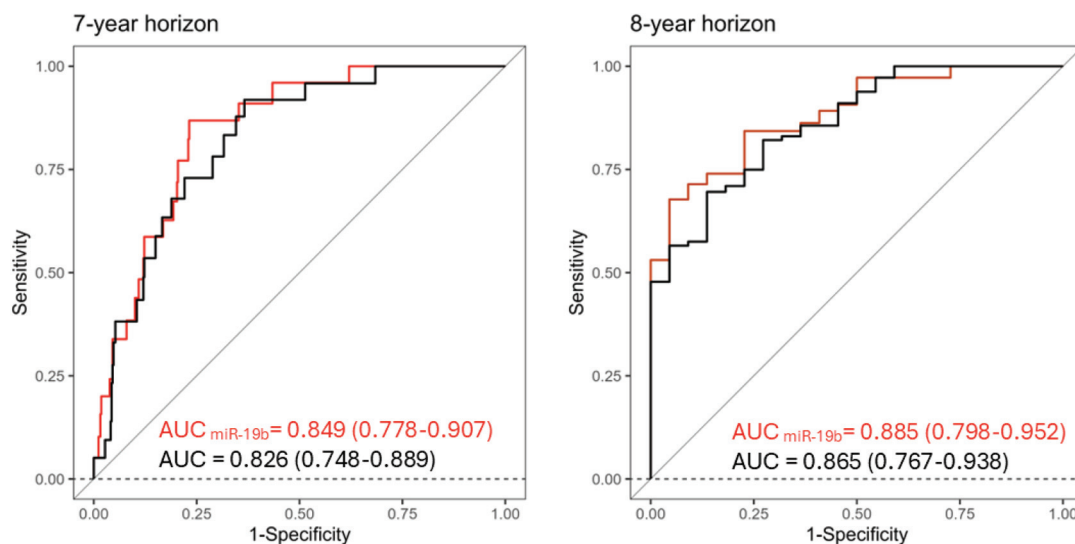 7-year horizon
1.00
0.75
0.50
0.25
0.00
Sensitivity
AUC miR-19b= 0.849 (0.778-0.907)
AUC = 0.826 (0.748-0.889)
0.00 0.25 0.50 0.75 1.00
1-Specificity
8-year horizon
1.00
0.75
0.50
0.25
0.00
Sensitivity
AUC miR-19b= 0.885 (0.798-0.952)
AUC = 0.865 (0.767-0.938)
0.00 0.25 0.50 0.75 1.00
1-Specificity